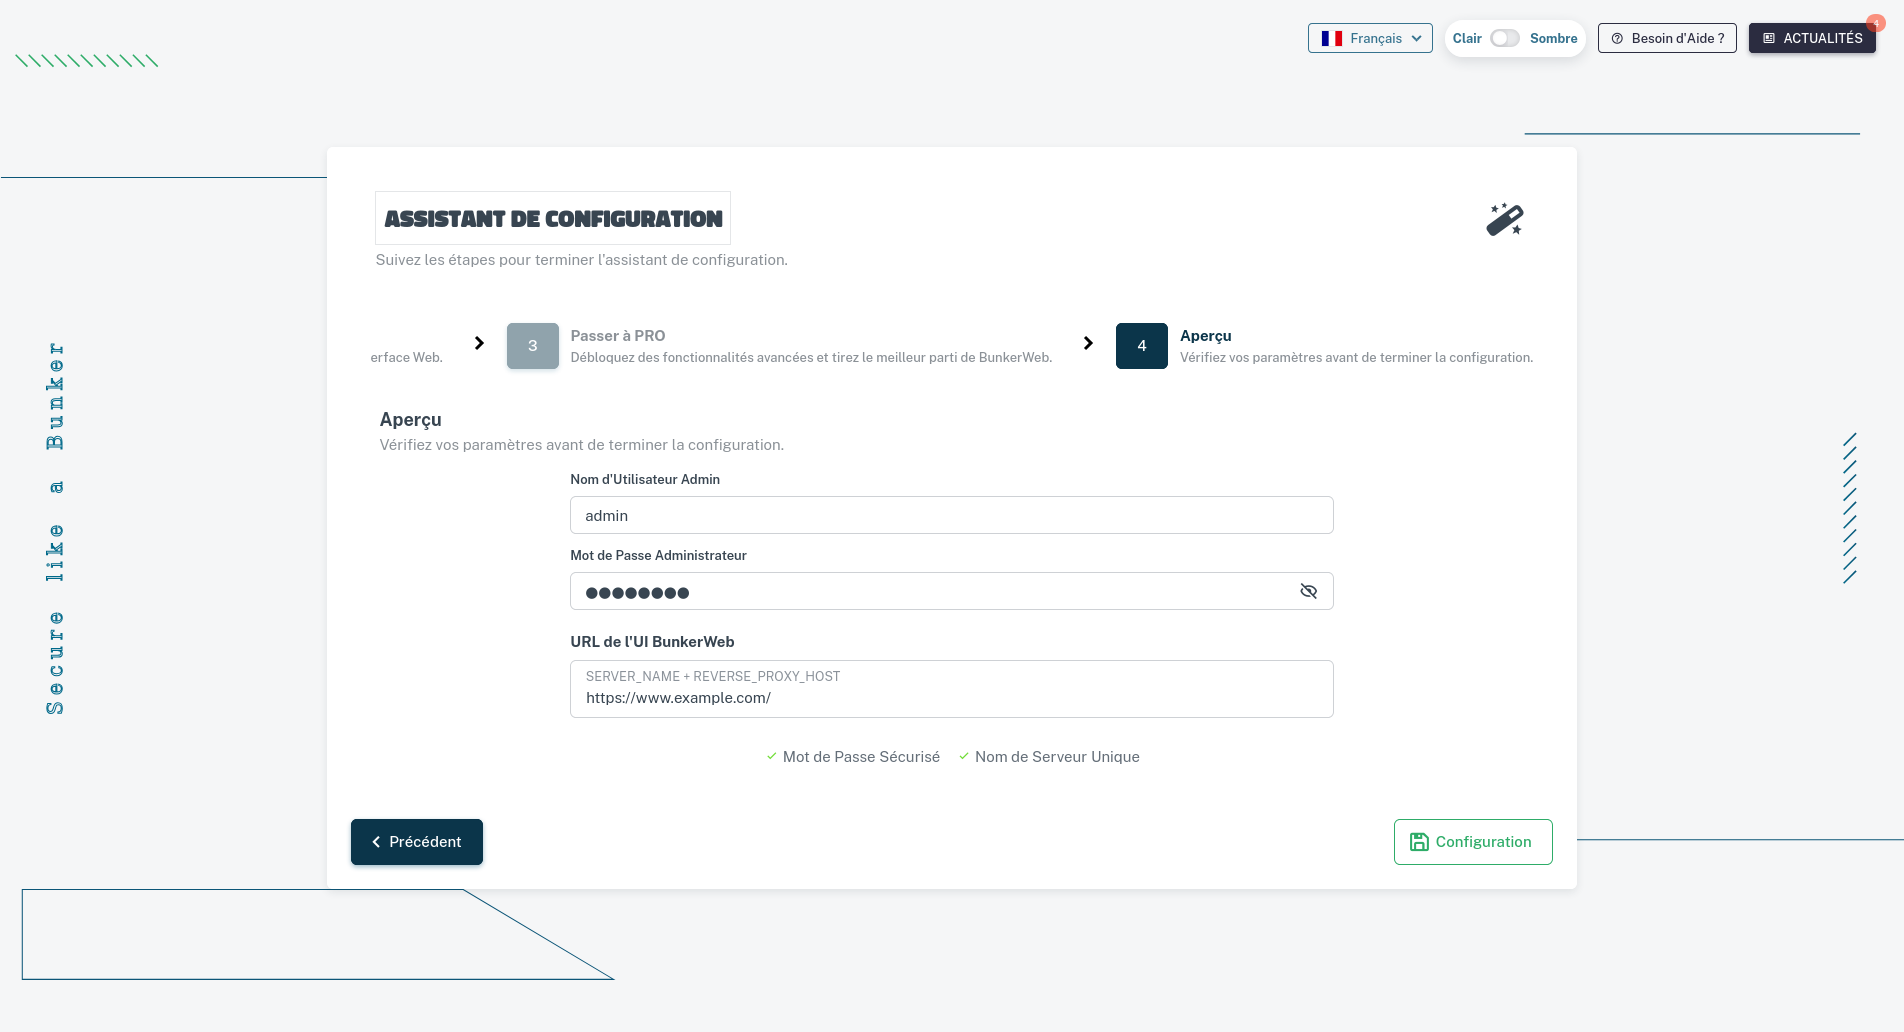 Français
Clair
Sombre
Besoin d'Aide ?
ACTUALITÉS
4
ASSISTANT DE CONFIGURATION
Suivez les étapes pour terminer l'assistant de configuration.
erface Web.
3
Passer à PRO
Débloquez des fonctionnalités avancées et tirez le meilleur parti de BunkerWeb.
4
Aperçu
Vérifiez vos paramètres avant de terminer la configuration.
Secure like a Bunker
Aperçu
Vérifiez vos paramètres avant de terminer la configuration.
Nom d'Utilisateur Admin
admin
Mot de Passe Administrateur
●●●●●●●●
URL de l'UI BunkerWeb
SERVER_NAME + REVERSE_PROXY_HOST
https://www.example.com/
Mot de Passe Sécurisé
Nom de Serveur Unique
Précédent
Configuration